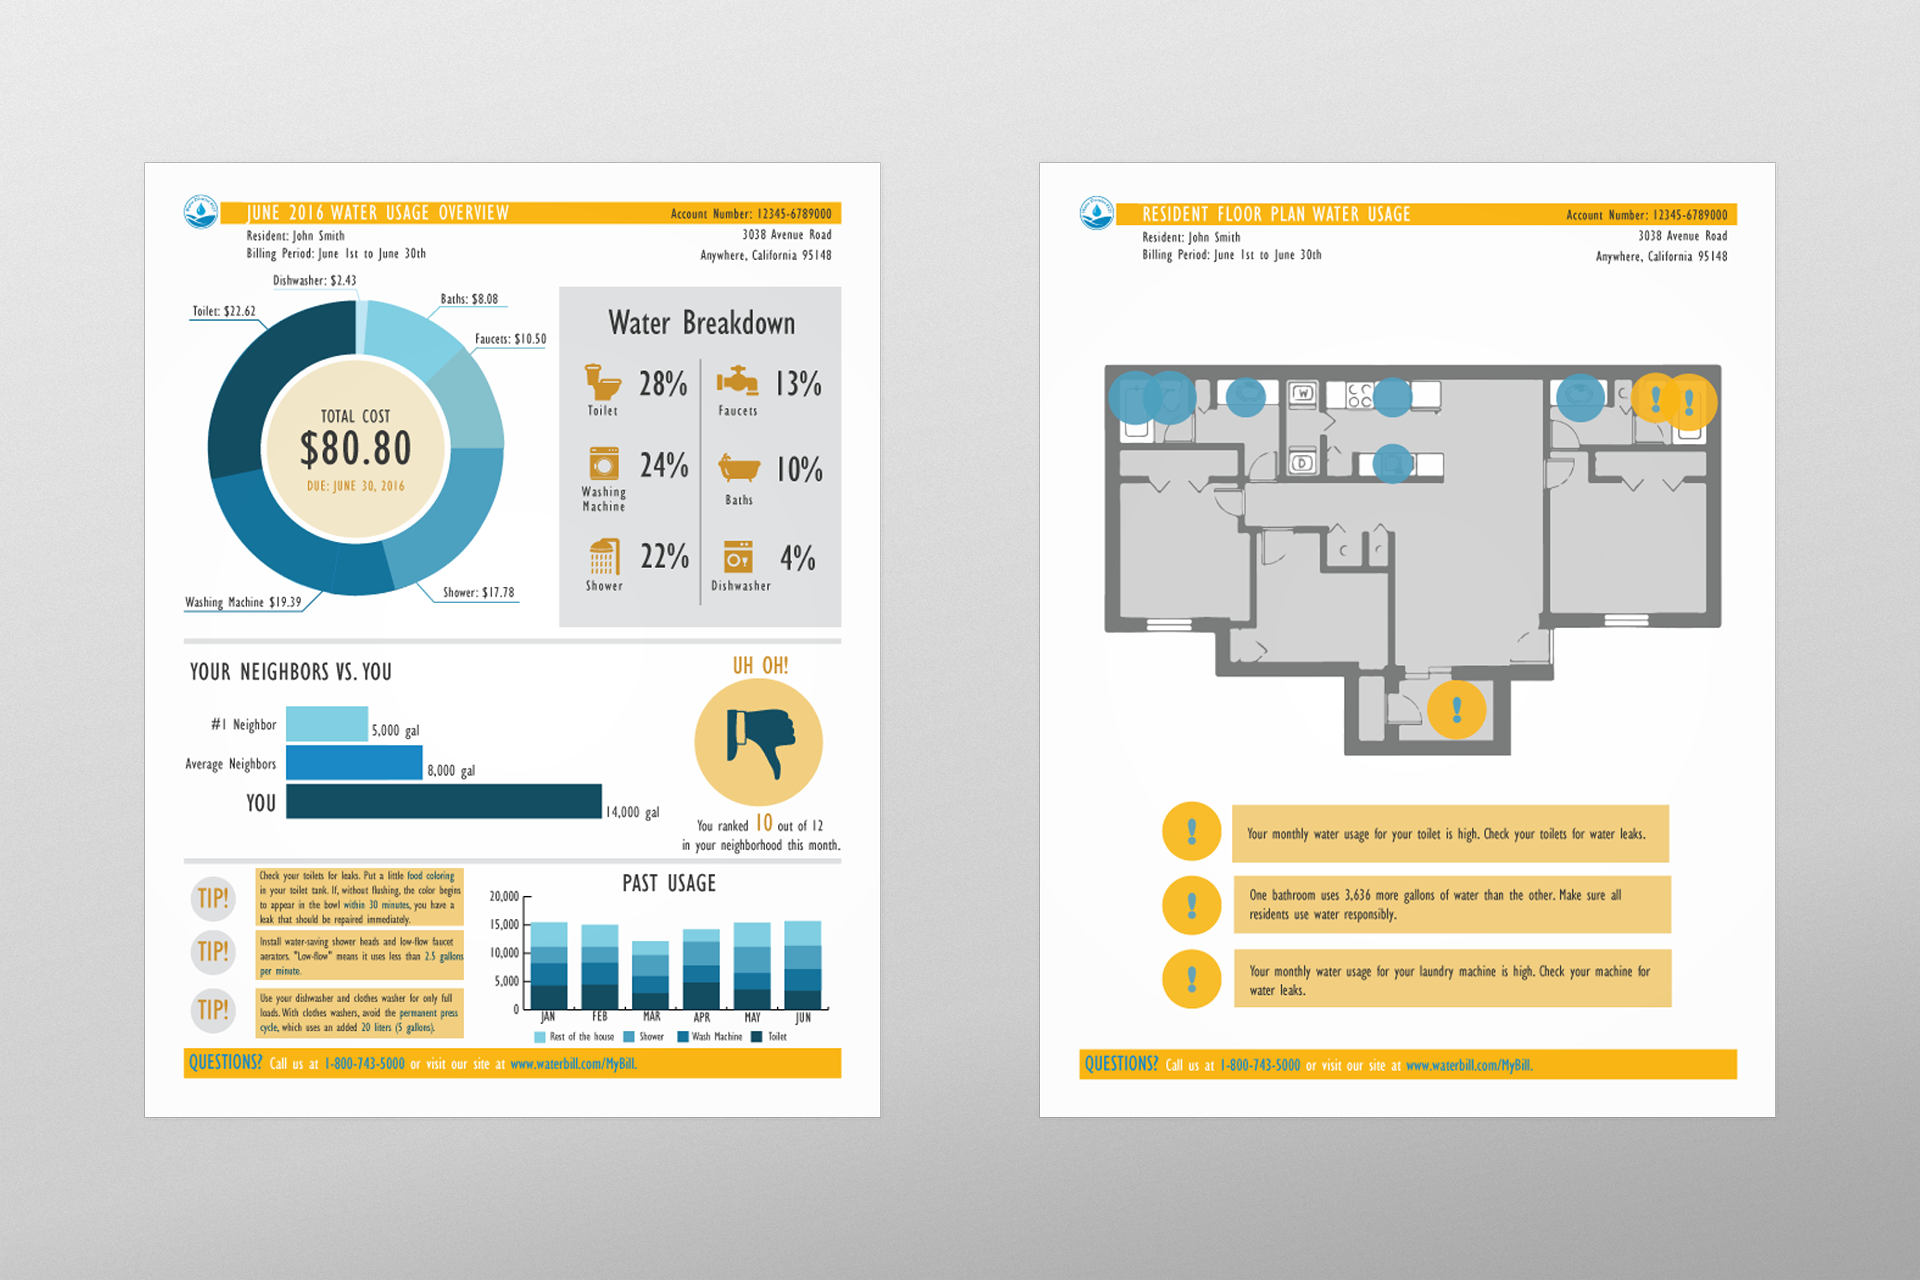 JUNE 2016 WATER USAGE OVERVIEW
Account Number: 12345-6789000
Resident: John Smith
3038 Avenue Road
Billing Period: June 1st to June 30th
Anywhere, California 95148
Dishwasher: $2.43
Baths: $8.08
Toilet: $22.62
Faucets: $10.50
TOTAL COST
$80.80
DUE: JUNE 30, 2016
Washing Machine $19.39
Shower: $17.78
Water Breakdown
28%
Toilet
13%
Faucets
24%
Washing
Machine
10%
Baths
22%
Shower
4%
Dishwasher
YOUR NEIGHBORS VS. YOU
#1 Neighbor
5,000 gal
Average Neighbors
8,000 gal
YOU
14,000 gal
UH OH!
You ranked 10 out of 12
in your neighborhood this month.
TIP!
Check your toilets for leaks. Put a little food coloring
in your toilet tank. If, without flushing, the color begins
to appear in the bowl within 30 minutes, you have a
leak that should be repaired immediately.
TIP!
Install water-saving shower heads and low-flow faucet
aerators. "Low-flow" means it uses less than 2.5 gallons
per minute.
TIP!
Use your dishwasher and clothes washer for only full
loads. With clothes washers, avoid the permanent press
cycle, which uses an added 20 liters (5 gallons).
PAST USAGE
20,000
15,000
10,000
5,000
0
JAN FEB MAR APR MAY JUN
Rest of the house Shower Wash Machine Toilet
QUESTIONS? Call us at 1-800-743-5000 or visit our site at www.waterbill.com/MyBill.
RESIDENT FLOOR PLAN WATER USAGE
Account Number: 12345-6789000
Resident: John Smith
3038 Avenue Road
Billing Period: June 1st to June 30th
Anywhere, California 95148
W
D
C
C
! !
!
! Your monthly water usage for your toilet is high. Check your toilets for water leaks.
! One bathroom uses 3,636 more gallons of water than the other. Make sure all
residents use water responsibly.
! Your monthly water usage for your laundry machine is high. Check your machine for
water leaks.
QUESTIONS? Call us at 1-800-743-5000 or visit our site at www.waterbill.com/MyBill.